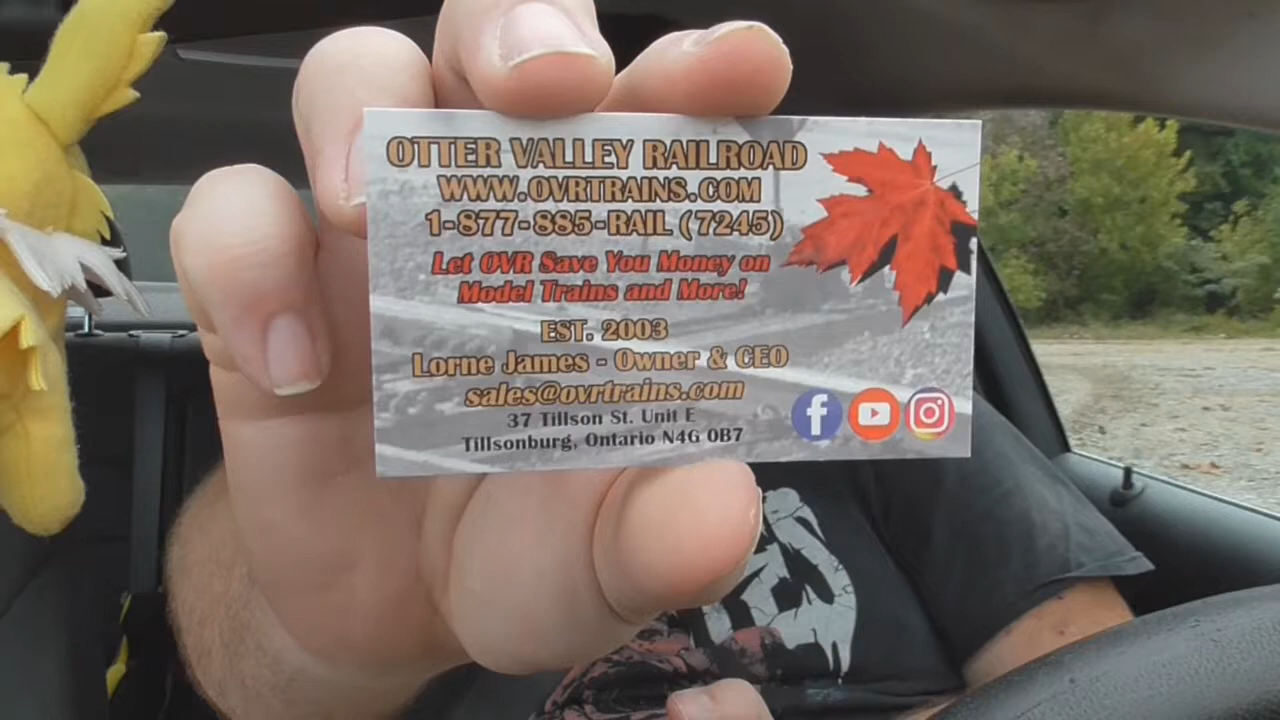 OTTER VALLEY RAILROAD
WWW.OVRTRAINS.COM
1-877-885-RAIL (7245)
Let OVR Save You Money on
Model Trains and More!
EST. 2003
Lorne James - Owner & CEO
sales@ovrtrains.com
37 Tillson St. Unit E
Tillsonburg, Ontario N4G 0B7